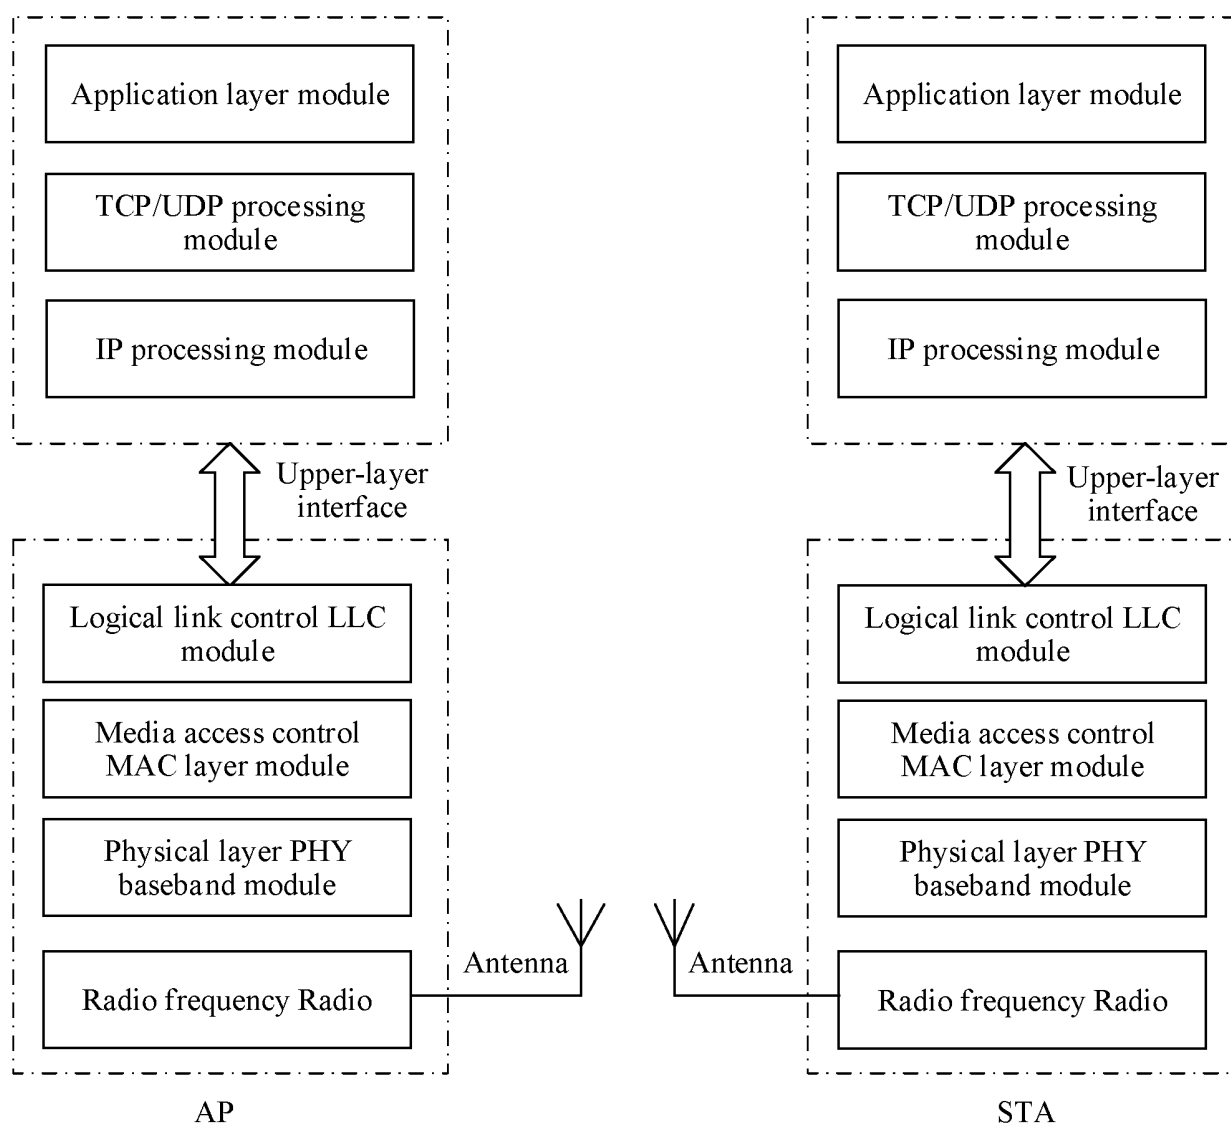 Application layer module
TCP/UDP processing
module
IP processing module
Upper-layer
interface
Logical link control LLC
module
Media access control
MAC layer module
Physical layer PHY
baseband module
Radio frequency Radio
Antenna
AP
Application layer module
TCP/UDP processing
module
IP processing module
Upper-layer
interface
Logical link control LLC
module
Media access control
MAC layer module
Physical layer PHY
baseband module
Antenna
Radio frequency Radio
STA